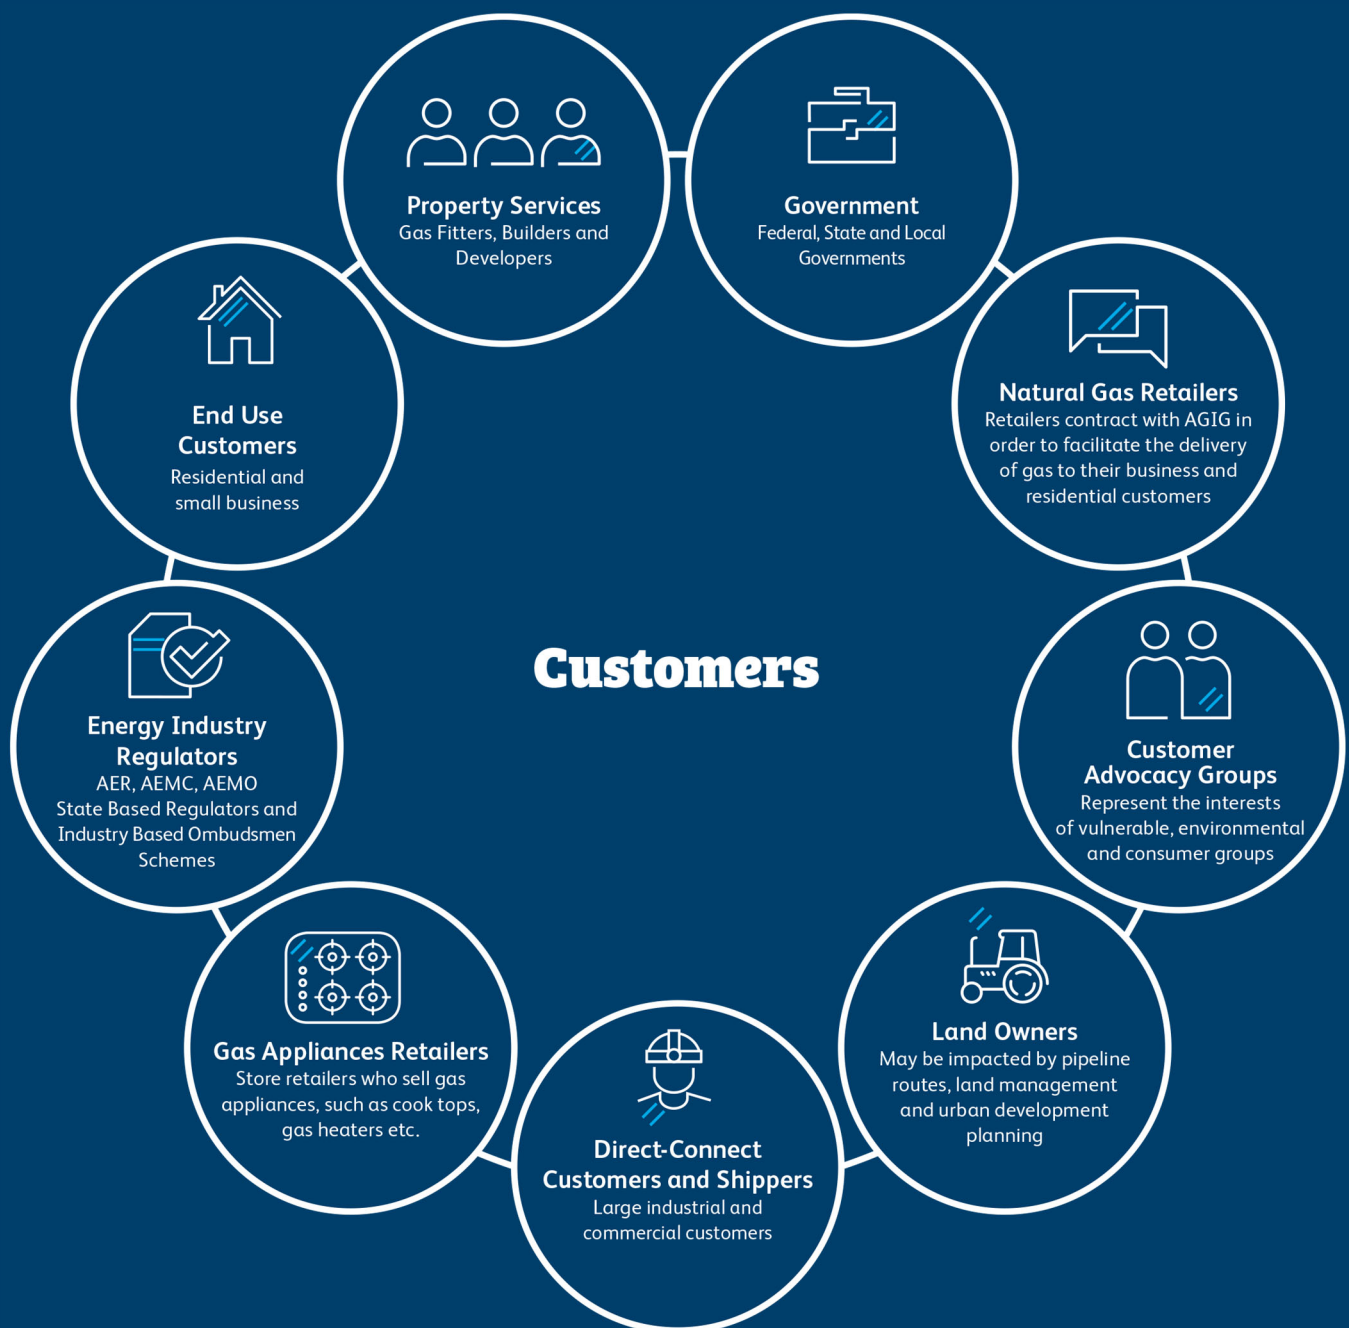 Property Services
Gas Fitters, Builders and
Developers
Government
Federal, State and Local
Governments
End Use
Customers
Residential and
small business
Natural Gas Retailers
Retailers contract with AGIG in
order to facilitate the delivery
of gas to their business and
residential customers
Customers
Energy Industry
Regulators
AER, AEMC, AEMO
State Based Regulators and
Industry Based Ombudsmen
Schemes
Customer
Advocacy Groups
Represent the interests
of vulnerable, environmental
and consumer groups
Gas Appliances Retailers
Store retailers who sell gas
appliances, such as cook tops,
gas heaters etc.
Land Owners
May be impacted by pipeline
routes, land management
and urban development
planning
Direct-Connect
Customers and Shippers
Large industrial and
commercial customers